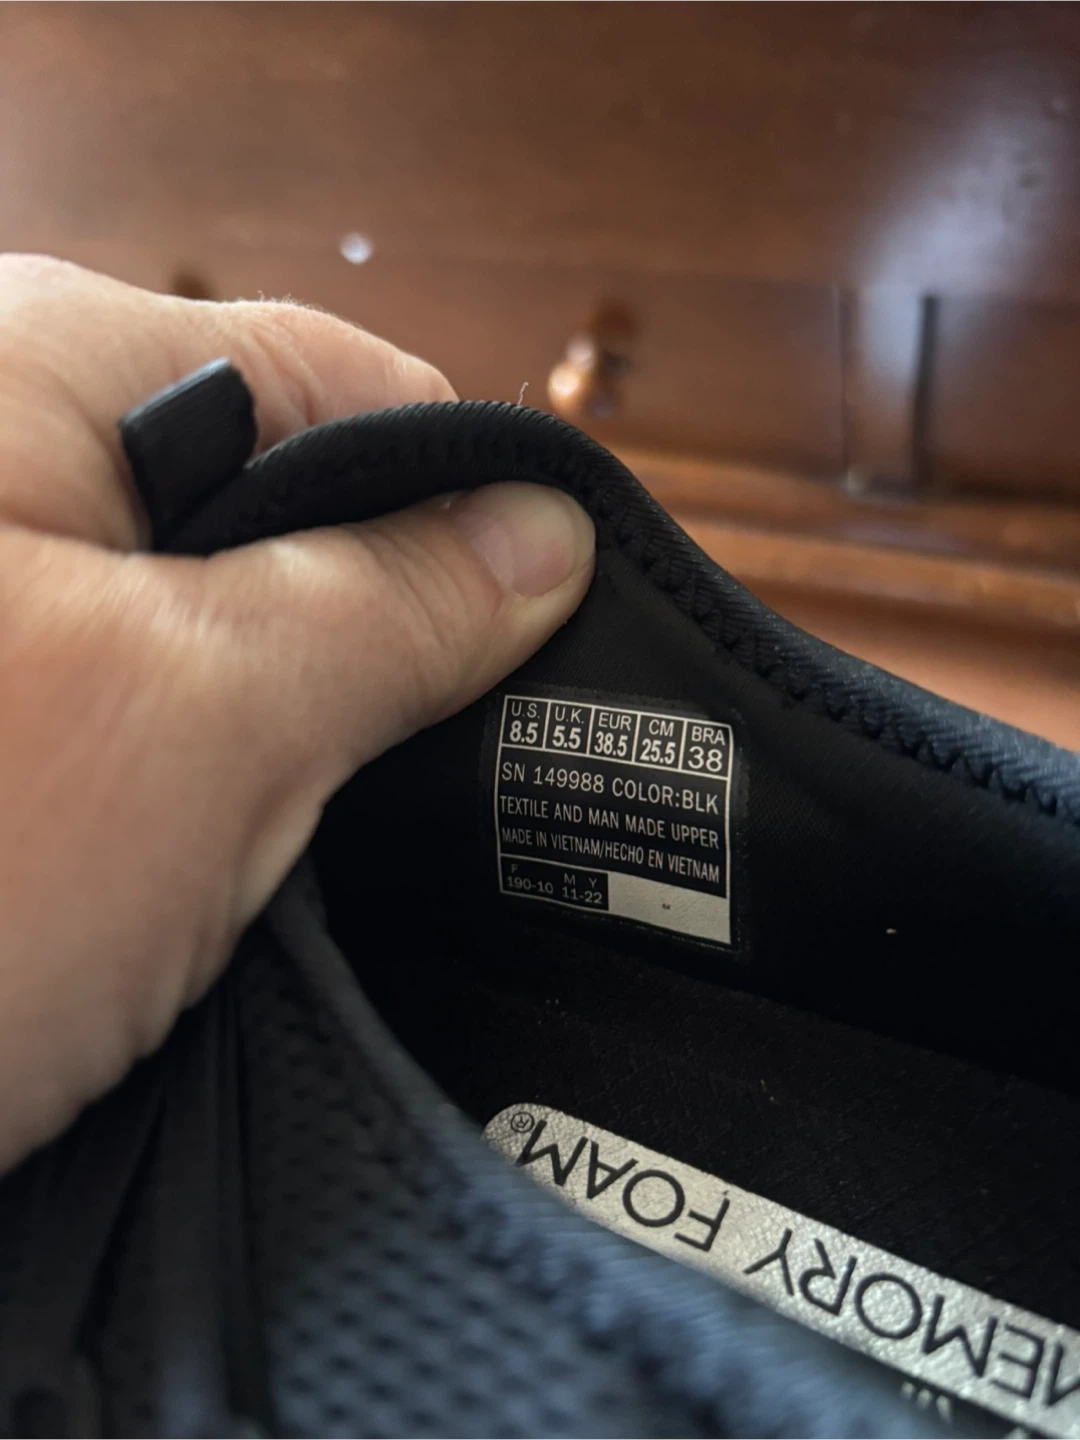 U.S. U.K. EUR CM BRA
8.5 5.5 38.5 25.5 38
SN 149988 COLOR:BLK
TEXTILE AND MAN MADE UPPER
MADE IN VIETNAM/HECHO EN VIETNAM
F M Y
190-10 11-22
MEMORY FOAM®